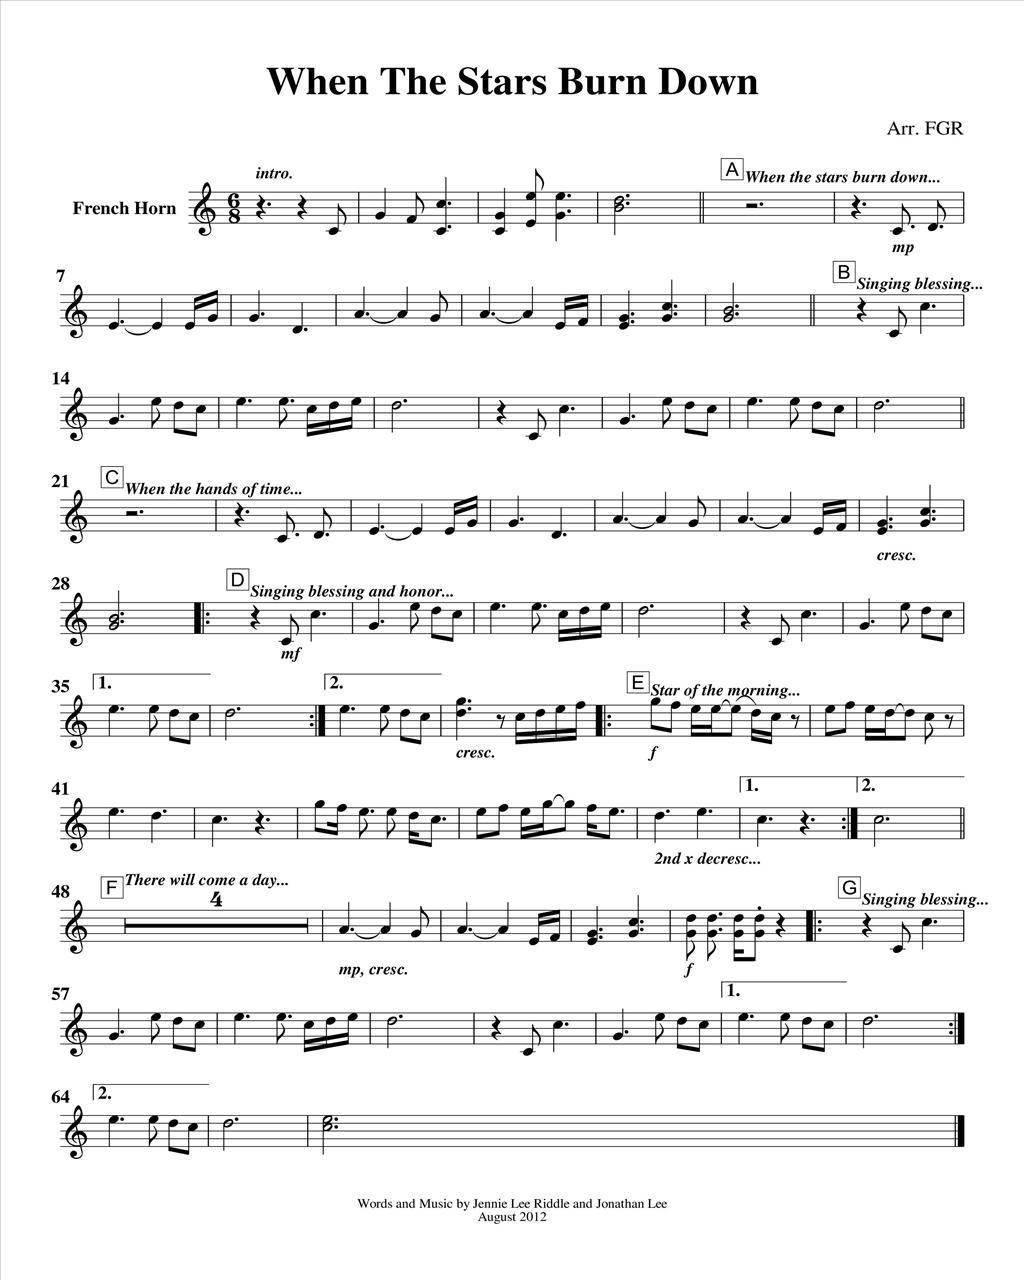 When The Stars Burn Down
Arr. FGR
French Horn
intro.
A When the stars burn down...
6
8
mp
7
B Singing blessing...
14
21
C When the hands of time...
cresc.
28
D Singing blessing and honor...
mf
35
1.
2.
cresc.
E Star of the morning...
f
41
1.
2.
2nd x decresc...
48
F There will come a day...
4
mp, cresc.
f
G Singing blessing...
57
1.
64
2.
Words and Music by Jennie Lee Riddle and Jonathan Lee
August 2012